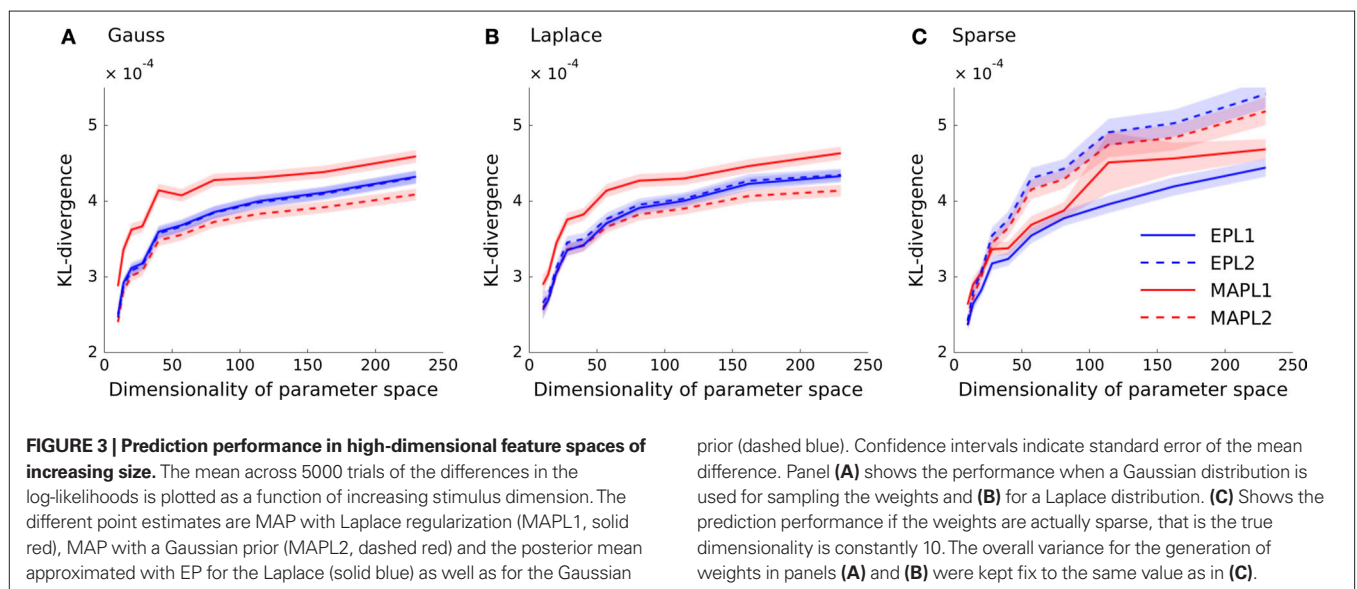 A Gauss
× 10⁻⁴
KL-divergence
5
4
3
2
0 50 100 150 200 250
Dimensionality of parameter space
B Laplace
× 10⁻⁴
KL-divergence
5
4
3
2
0 50 100 150 200 250
Dimensionality of parameter space
C Sparse
× 10⁻⁴
KL-divergence
5
4
3
2
0 50 100 150 200 250
Dimensionality of parameter space
EPL1
EPL2
MAPL1
MAPL2
FIGURE 3 | Prediction performance in high-dimensional feature spaces of
increasing size. The mean across 5000 trials of the differences in the
log-likelihoods is plotted as a function of increasing stimulus dimension. The
different point estimates are MAP with Laplace regularization (MAPL1, solid
red), MAP with a Gaussian prior (MAPL2, dashed red) and the posterior mean
approximated with EP for the Laplace (solid blue) as well as for the Gaussian
prior (dashed blue). Confidence intervals indicate standard error of the mean
difference. Panel (A) shows the performance when a Gaussian distribution is
used for sampling the weights and (B) for a Laplace distribution. (C) Shows the
prediction performance if the weights are actually sparse, that is the true
dimensionality is constantly 10. The overall variance for the generation of
weights in panels (A) and (B) were kept fix to the same value as in (C).